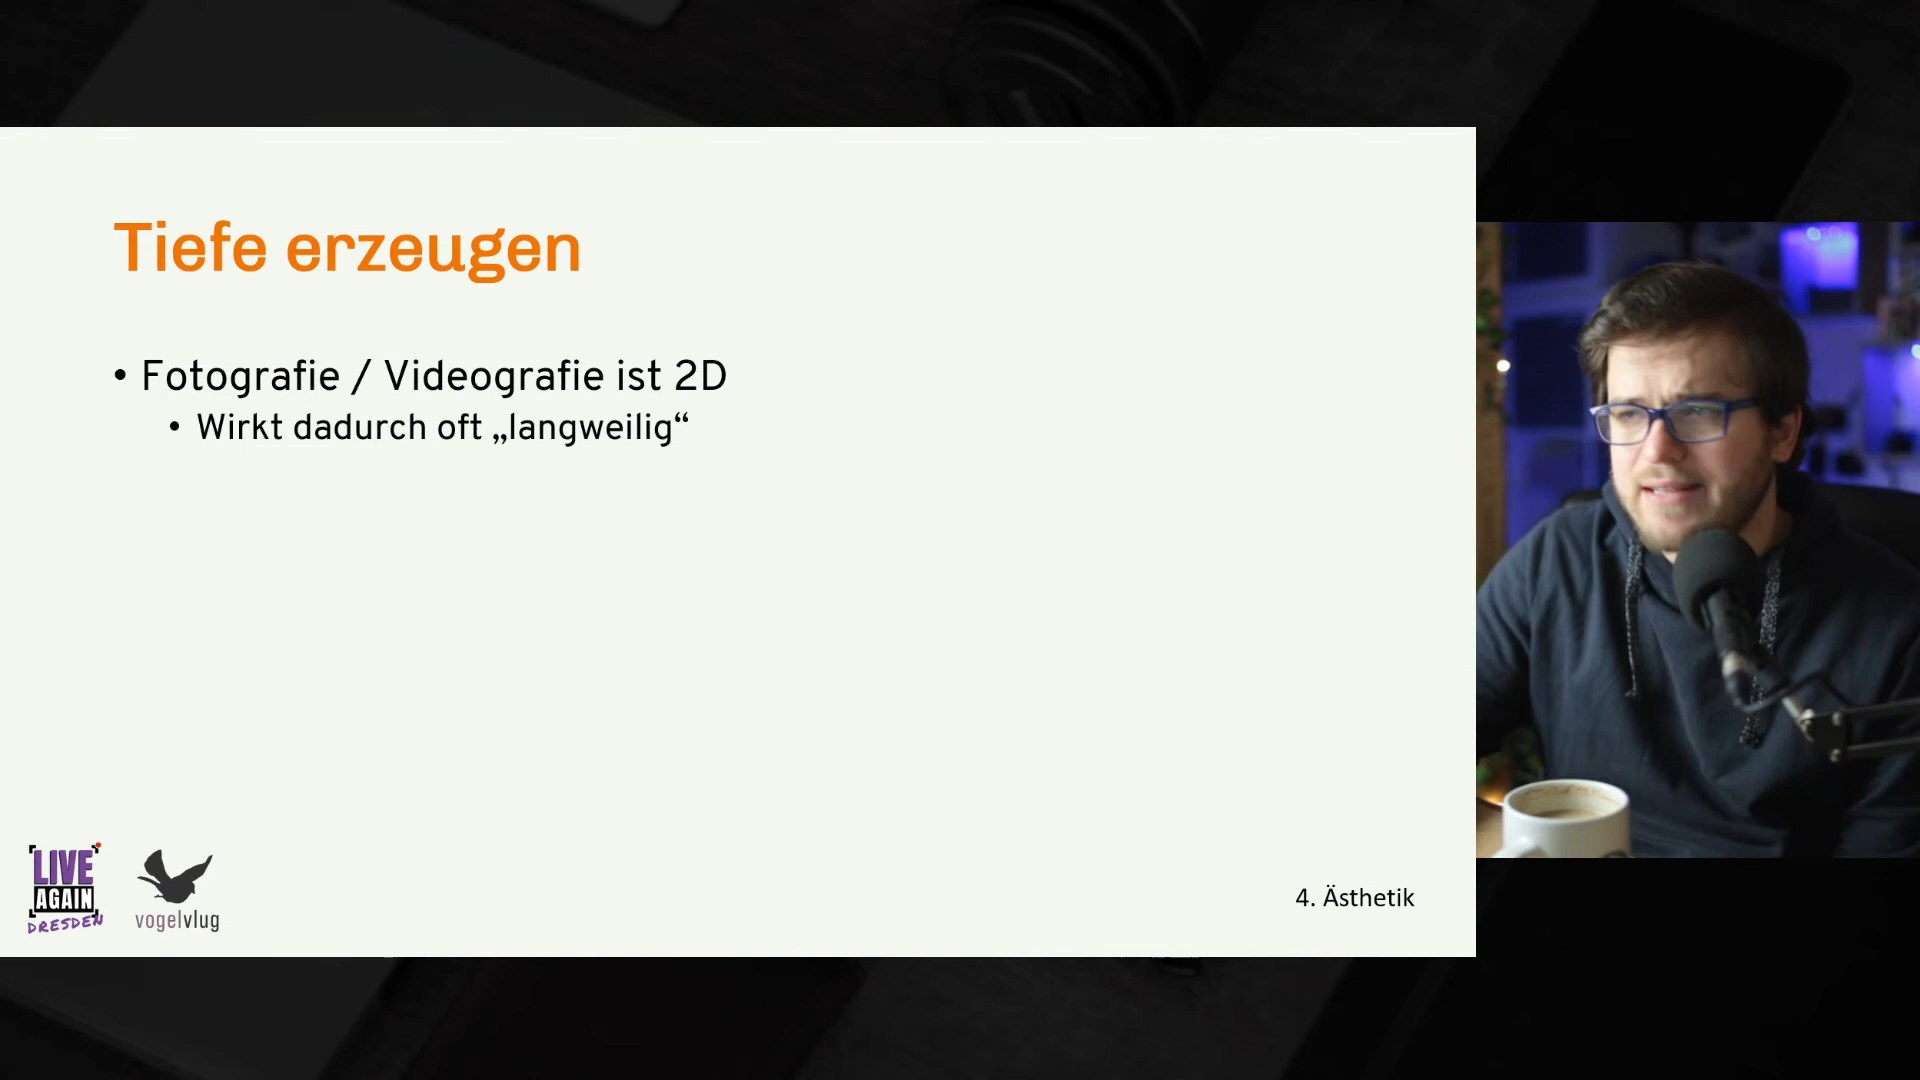 Tiefe erzeugen
• Fotografie / Videografie ist 2D
• Wirkt dadurch oft „langweilig“
LIVE
AGAIN
DRESDEN
vogelvlug
4. Ästhetik